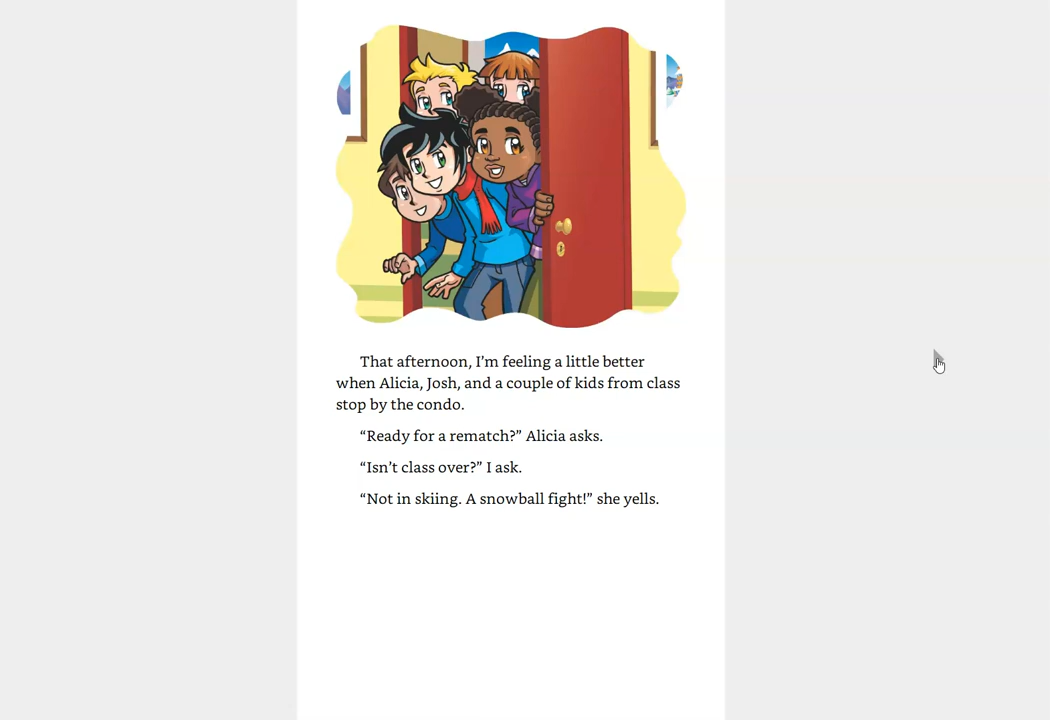 That afternoon, I’m feeling a little better
when Alicia, Josh, and a couple of kids from class
stop by the condo.
“Ready for a rematch?” Alicia asks.
“Isn’t class over?” I ask.
“Not in skiing. A snowball fight!” she yells.